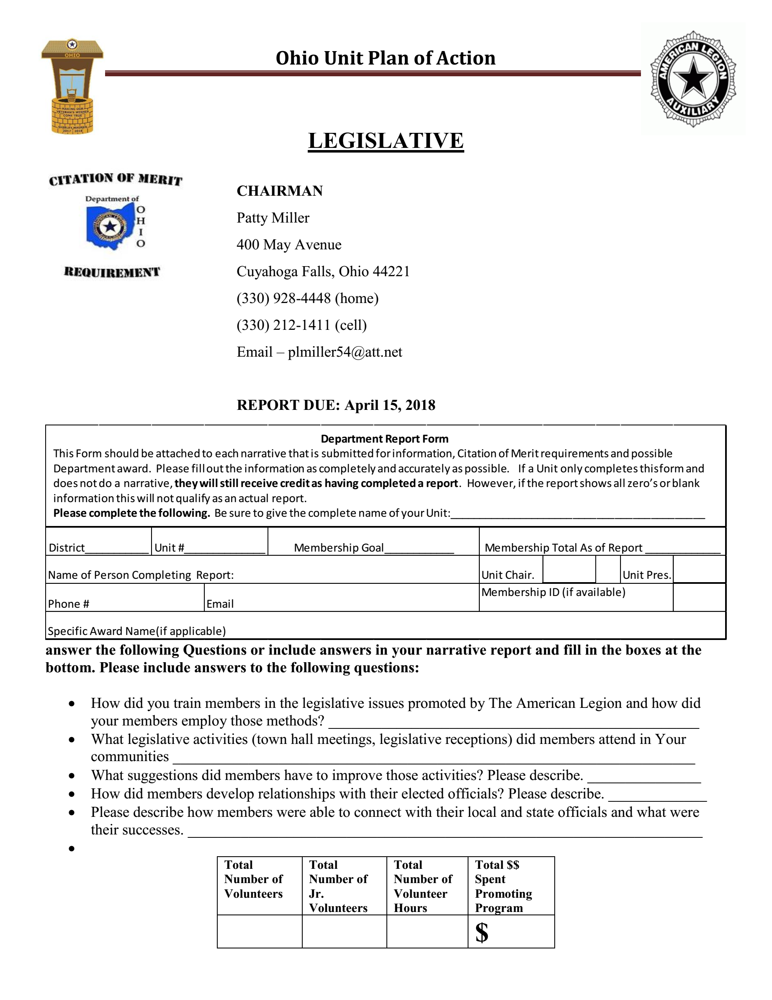 Ohio Unit Plan of Action
OHIO
MAKING OUR
VETERAN'S WISHES
COME TRUE
SHIRLEY MAURER
2017 - 2018
AMERICAN LEGION
AUXILIARY
LEGISLATIVE
CITATION OF MERIT
Department of
OHIO
REQUIREMENT
CHAIRMAN
Patty Miller
400 May Avenue
Cuyahoga Falls, Ohio 44221
(330) 928-4448 (home)
(330) 212-1411 (cell)
Email – plmiller54@att.net
REPORT DUE: April 15, 2018
Department Report Form
This Form should be attached to each narrative that is submitted for information, Citation of Merit requirements and possible
Department award. Please fill out the information as completely and accurately as possible. If a Unit only completes this form and
does not do a narrative, they will still receive credit as having completed a report. However, if the report shows all zero's or blank
information this will not qualify as an actual report.
Please complete the following. Be sure to give the complete name of your Unit:____________________
District__________ Unit #__________ Membership Goal__________ Membership Total As of Report __________
Name of Person Completing Report: Unit Chair. Unit Pres.
Phone # Email Membership ID (if available)
Specific Award Name(if applicable)
answer the following Questions or include answers in your narrative report and fill in the boxes at the
bottom. Please include answers to the following questions:
• How did you train members in the legislative issues promoted by The American Legion and how did
your members employ those methods? ____________________
• What legislative activities (town hall meetings, legislative receptions) did members attend in Your
communities ____________________
• What suggestions did members have to improve those activities? Please describe. __________
• How did members develop relationships with their elected officials? Please describe. __________
• Please describe how members were able to connect with their local and state officials and what were
their successes. ____________________
•
Total Number of Volunteers
Total Number of Jr. Volunteers
Total Number of Volunteer Hours
Total $$ Spent Promoting Program
$